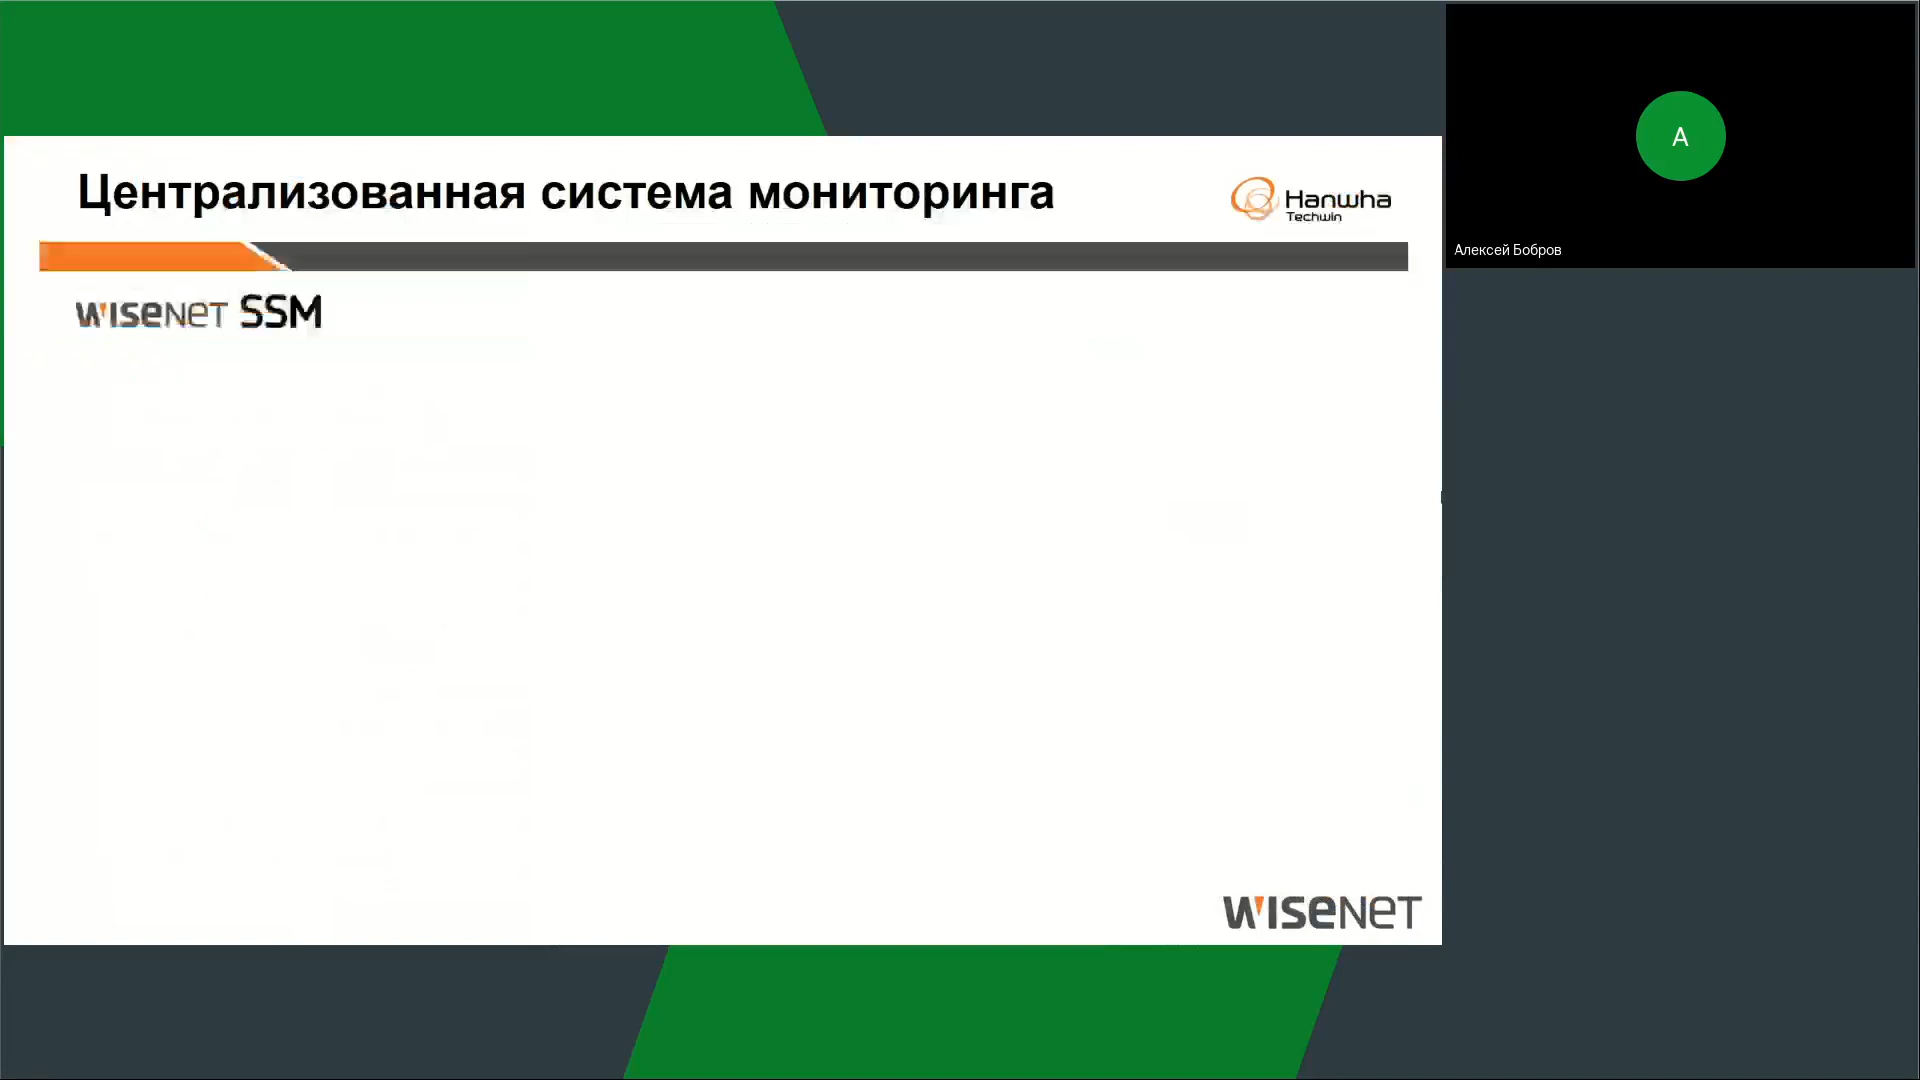 Централизованная система мониторинга
Hanwha
Techwin
WISENET SSM
WISENET
A
Алексей Бобров